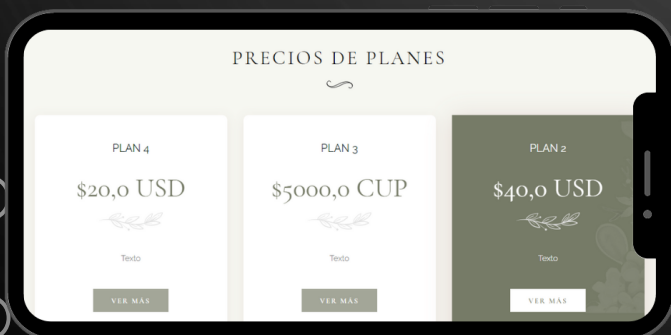 PRECIOS DE PLANES
PLAN 4
$20,0 USD
Texto
VER MÁS
PLAN 3
$5000,0 CUP
Texto
VER MÁS
PLAN 2
$40,0 USD
Texto
VER MÁS